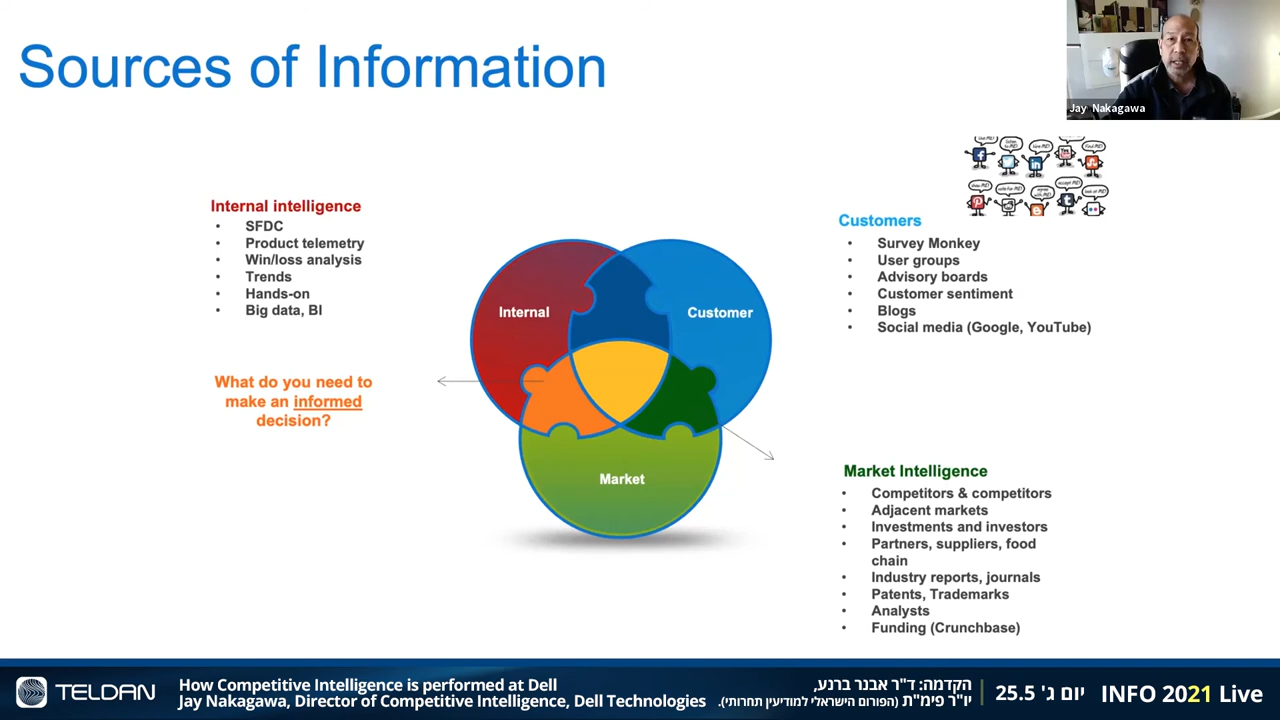 Sources of Information
Jay Nakagawa
Internal intelligence
• SFDC
• Product telemetry
• Win/loss analysis
• Trends
• Hands-on
• Big data, BI
What do you need to
make an informed
decision?
Internal
Customer
Market
Customers
• Survey Monkey
• User groups
• Advisory boards
• Customer sentiment
• Blogs
• Social media (Google, YouTube)
Market Intelligence
• Competitors & competitors
• Adjacent markets
• Investments and investors
• Partners, suppliers, food
chain
• Industry reports, journals
• Patents, Trademarks
• Analysts
• Funding (Crunchbase)
TELDAN
How Competitive Intelligence is performed at Dell
Jay Nakagawa, Director of Competitive Intelligence, Dell Technologies
הקדמה: ד"ר אבנר ברנע,
יו"ר פימ"ת (הפורום הישראלי למודיעין תחרותי).
יום ג' 25.5
INFO 2021 Live